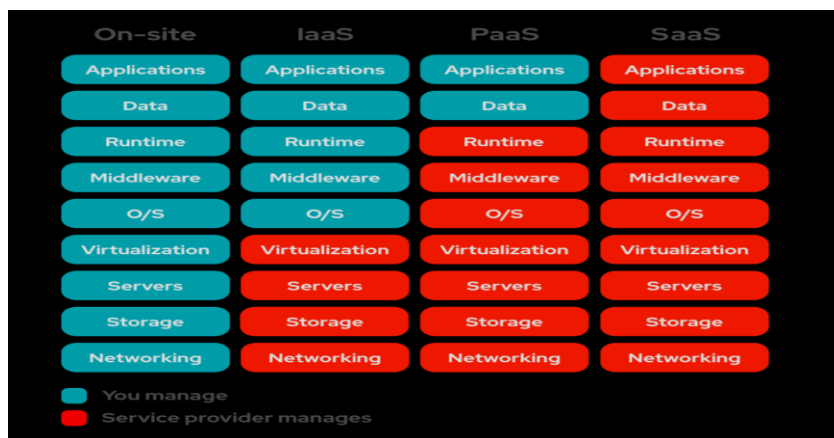 On-site IaaS PaaS SaaS
Applications Applications Applications Applications
Data Data Data Data
Runtime Runtime Runtime Runtime
Middleware Middleware Middleware Middleware
O/S O/S O/S O/S
Virtualization Virtualization Virtualization Virtualization
Servers Servers Servers Servers
Storage Storage Storage Storage
Networking Networking Networking Networking
You manage
Service provider manages